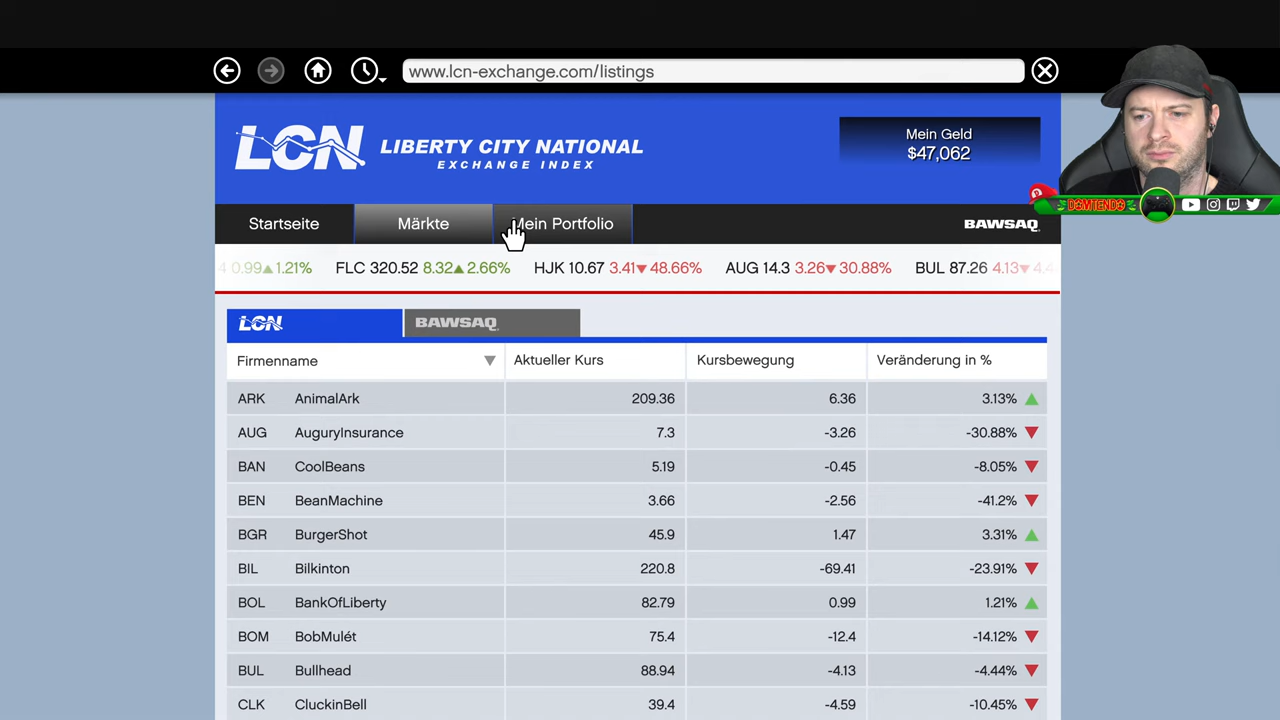 www.lcn-exchange.com/listings
LCN LIBERTY CITY NATIONAL
EXCHANGE INDEX
Mein Geld
$47,062
DOMTENDO
Startseite Märkte Mein Portfolio BAWSAQ
0.99▲1.21% FLC 320.52 8.32▲2.66% HJK 10.67 3.41▼48.66% AUG 14.3 3.26▼30.88% BUL 87.26 4.13▼4.4
LCN BAWSAQ
Firmenname ▼ Aktueller Kurs Kursbewegung Veränderung in %
ARK AnimalArk 209.36 6.36 3.13% ▲
AUG AuguryInsurance 7.3 -3.26 -30.88% ▼
BAN CoolBeans 5.19 -0.45 -8.05% ▼
BEN BeanMachine 3.66 -2.56 -41.2% ▼
BGR BurgerShot 45.9 1.47 3.31% ▲
BIL Bilkinton 220.8 -69.41 -23.91% ▼
BOL BankOfLiberty 82.79 0.99 1.21% ▲
BOM BobMulét 75.4 -12.4 -14.12% ▼
BUL Bullhead 88.94 -4.13 -4.44% ▼
CLK CluckinBell 39.4 -4.59 -10.45% ▼